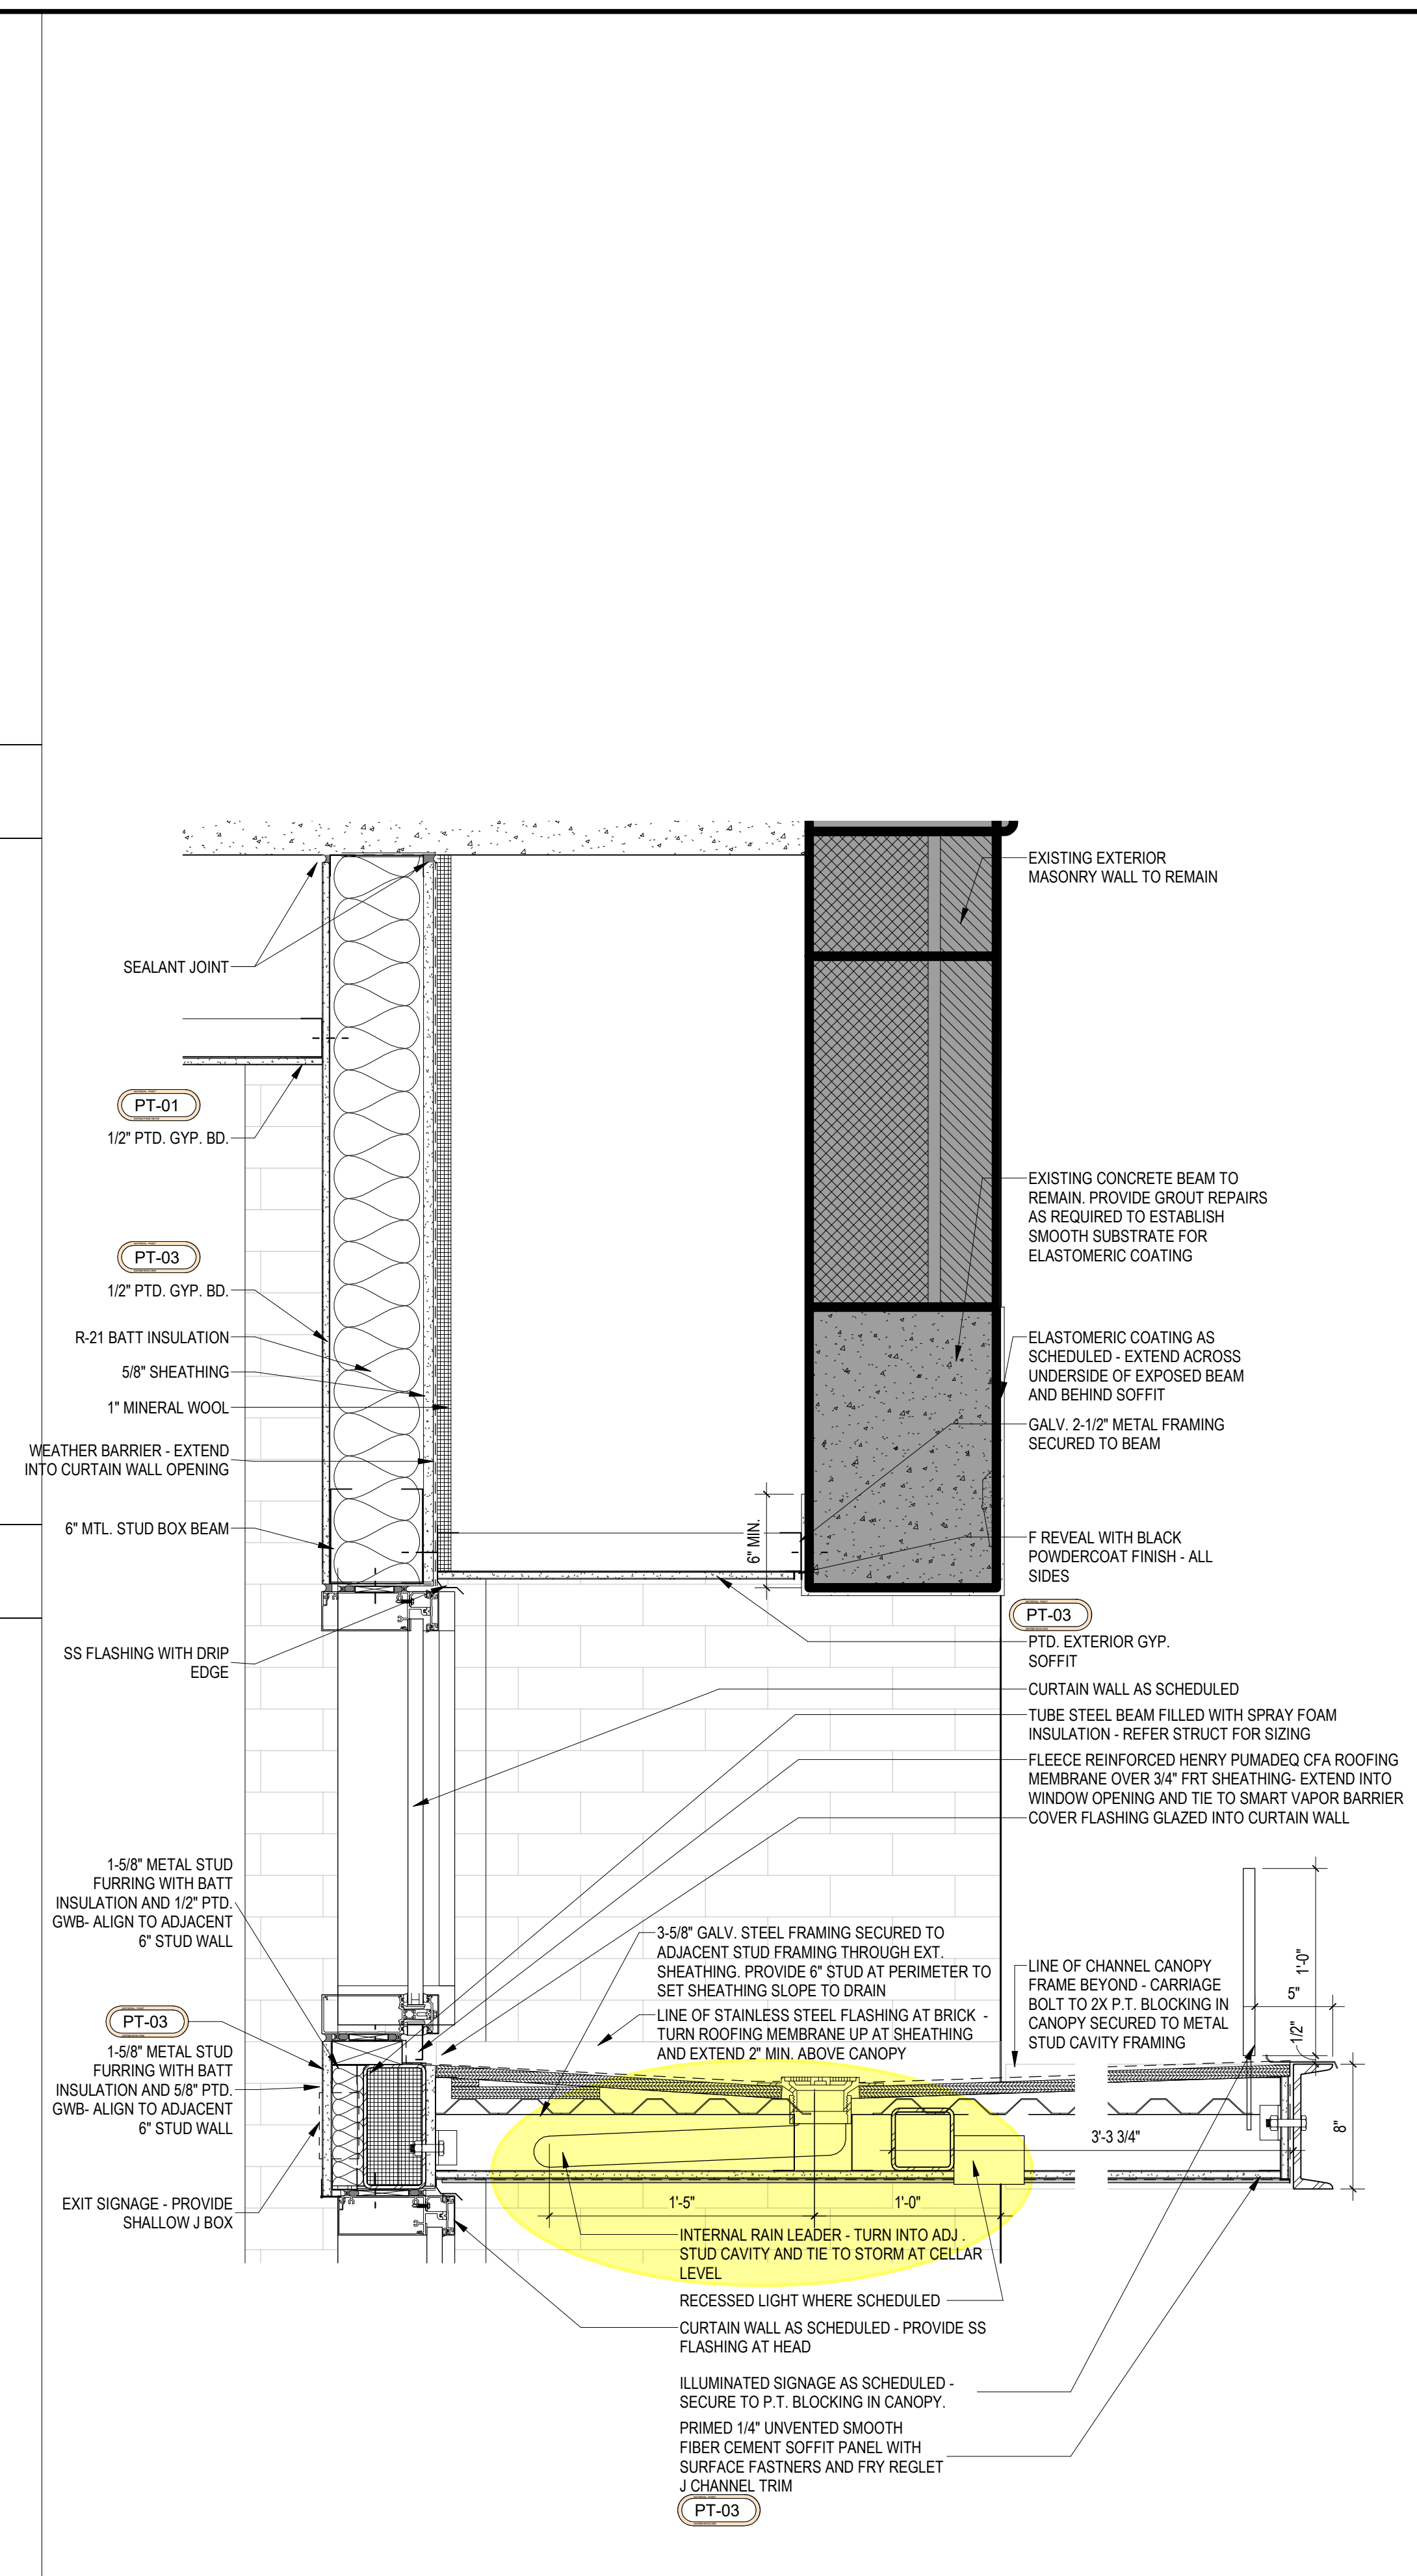 EXISTING EXTERIOR
MASONRY WALL TO REMAIN
SEALANT JOINT
PT-01
1/2" PTD. GYP. BD.
EXISTING CONCRETE BEAM TO
REMAIN. PROVIDE GROUT REPAIRS
AS REQUIRED TO ESTABLISH
SMOOTH SUBSTRATE FOR
ELASTOMERIC COATING
PT-03
1/2" PTD. GYP. BD.
R-21 BATT INSULATION
5/8" SHEATHING
1" MINERAL WOOL
WEATHER BARRIER - EXTEND
INTO CURTAIN WALL OPENING
6" MTL. STUD BOX BEAM
ELASTOMERIC COATING AS
SCHEDULED - EXTEND ACROSS
UNDERSIDE OF EXPOSED BEAM
AND BEHIND SOFFIT
GALV. 2-1/2" METAL FRAMING
SECURED TO BEAM
6" MIN.
F REVEAL WITH BLACK
POWDERCOAT FINISH - ALL
SIDES
PT-03
PTD. EXTERIOR GYP.
SOFFIT
SS FLASHING WITH DRIP
EDGE
CURTAIN WALL AS SCHEDULED
TUBE STEEL BEAM FILLED WITH SPRAY FOAM
INSULATION - REFER STRUCT FOR SIZING
FLEECE REINFORCED HENRY PUMADEQ CFA ROOFING
MEMBRANE OVER 3/4" FRT SHEATHING- EXTEND INTO
WINDOW OPENING AND TIE TO SMART VAPOR BARRIER
COVER FLASHING GLAZED INTO CURTAIN WALL
1-5/8" METAL STUD
FURRING WITH BATT
INSULATION AND 1/2" PTD.
GWB- ALIGN TO ADJACENT
6" STUD WALL
3-5/8" GALV. STEEL FRAMING SECURED TO
ADJACENT STUD FRAMING THROUGH EXT.
SHEATHING. PROVIDE 6" STUD AT PERIMETER TO
SET SHEATHING SLOPE TO DRAIN
LINE OF STAINLESS STEEL FLASHING AT BRICK -
TURN ROOFING MEMBRANE UP AT SHEATHING
AND EXTEND 2" MIN. ABOVE CANOPY
LINE OF CHANNEL CANOPY
FRAME BEYOND - CARRIAGE
BOLT TO 2X P.T. BLOCKING IN
CANOPY SECURED TO METAL
STUD CAVITY FRAMING
1'-0"
5"
1/2"
8"
PT-03
1-5/8" METAL STUD
FURRING WITH BATT
INSULATION AND 5/8" PTD.
GWB- ALIGN TO ADJACENT
6" STUD WALL
3'-3 3/4"
1'-5"
1'-0"
EXIT SIGNAGE - PROVIDE
SHALLOW J BOX
INTERNAL RAIN LEADER - TURN INTO ADJ .
STUD CAVITY AND TIE TO STORM AT CELLAR
LEVEL
RECESSED LIGHT WHERE SCHEDULED
CURTAIN WALL AS SCHEDULED - PROVIDE SS
FLASHING AT HEAD
ILLUMINATED SIGNAGE AS SCHEDULED -
SECURE TO P.T. BLOCKING IN CANOPY.
PRIMED 1/4" UNVENTED SMOOTH
FIBER CEMENT SOFFIT PANEL WITH
SURFACE FASTNERS AND FRY REGLET
J CHANNEL TRIM
PT-03